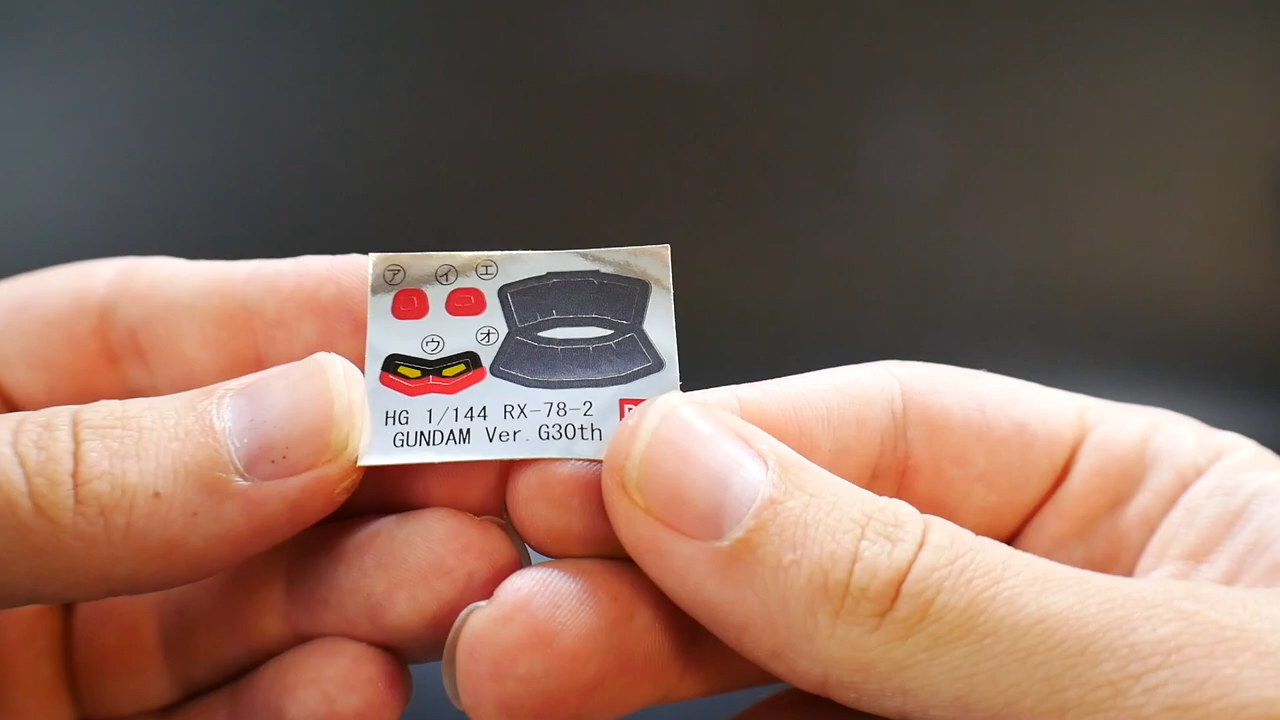 ア イ エ
ウ オ
HG 1/144 RX-78-2
GUNDAM Ver. G30th